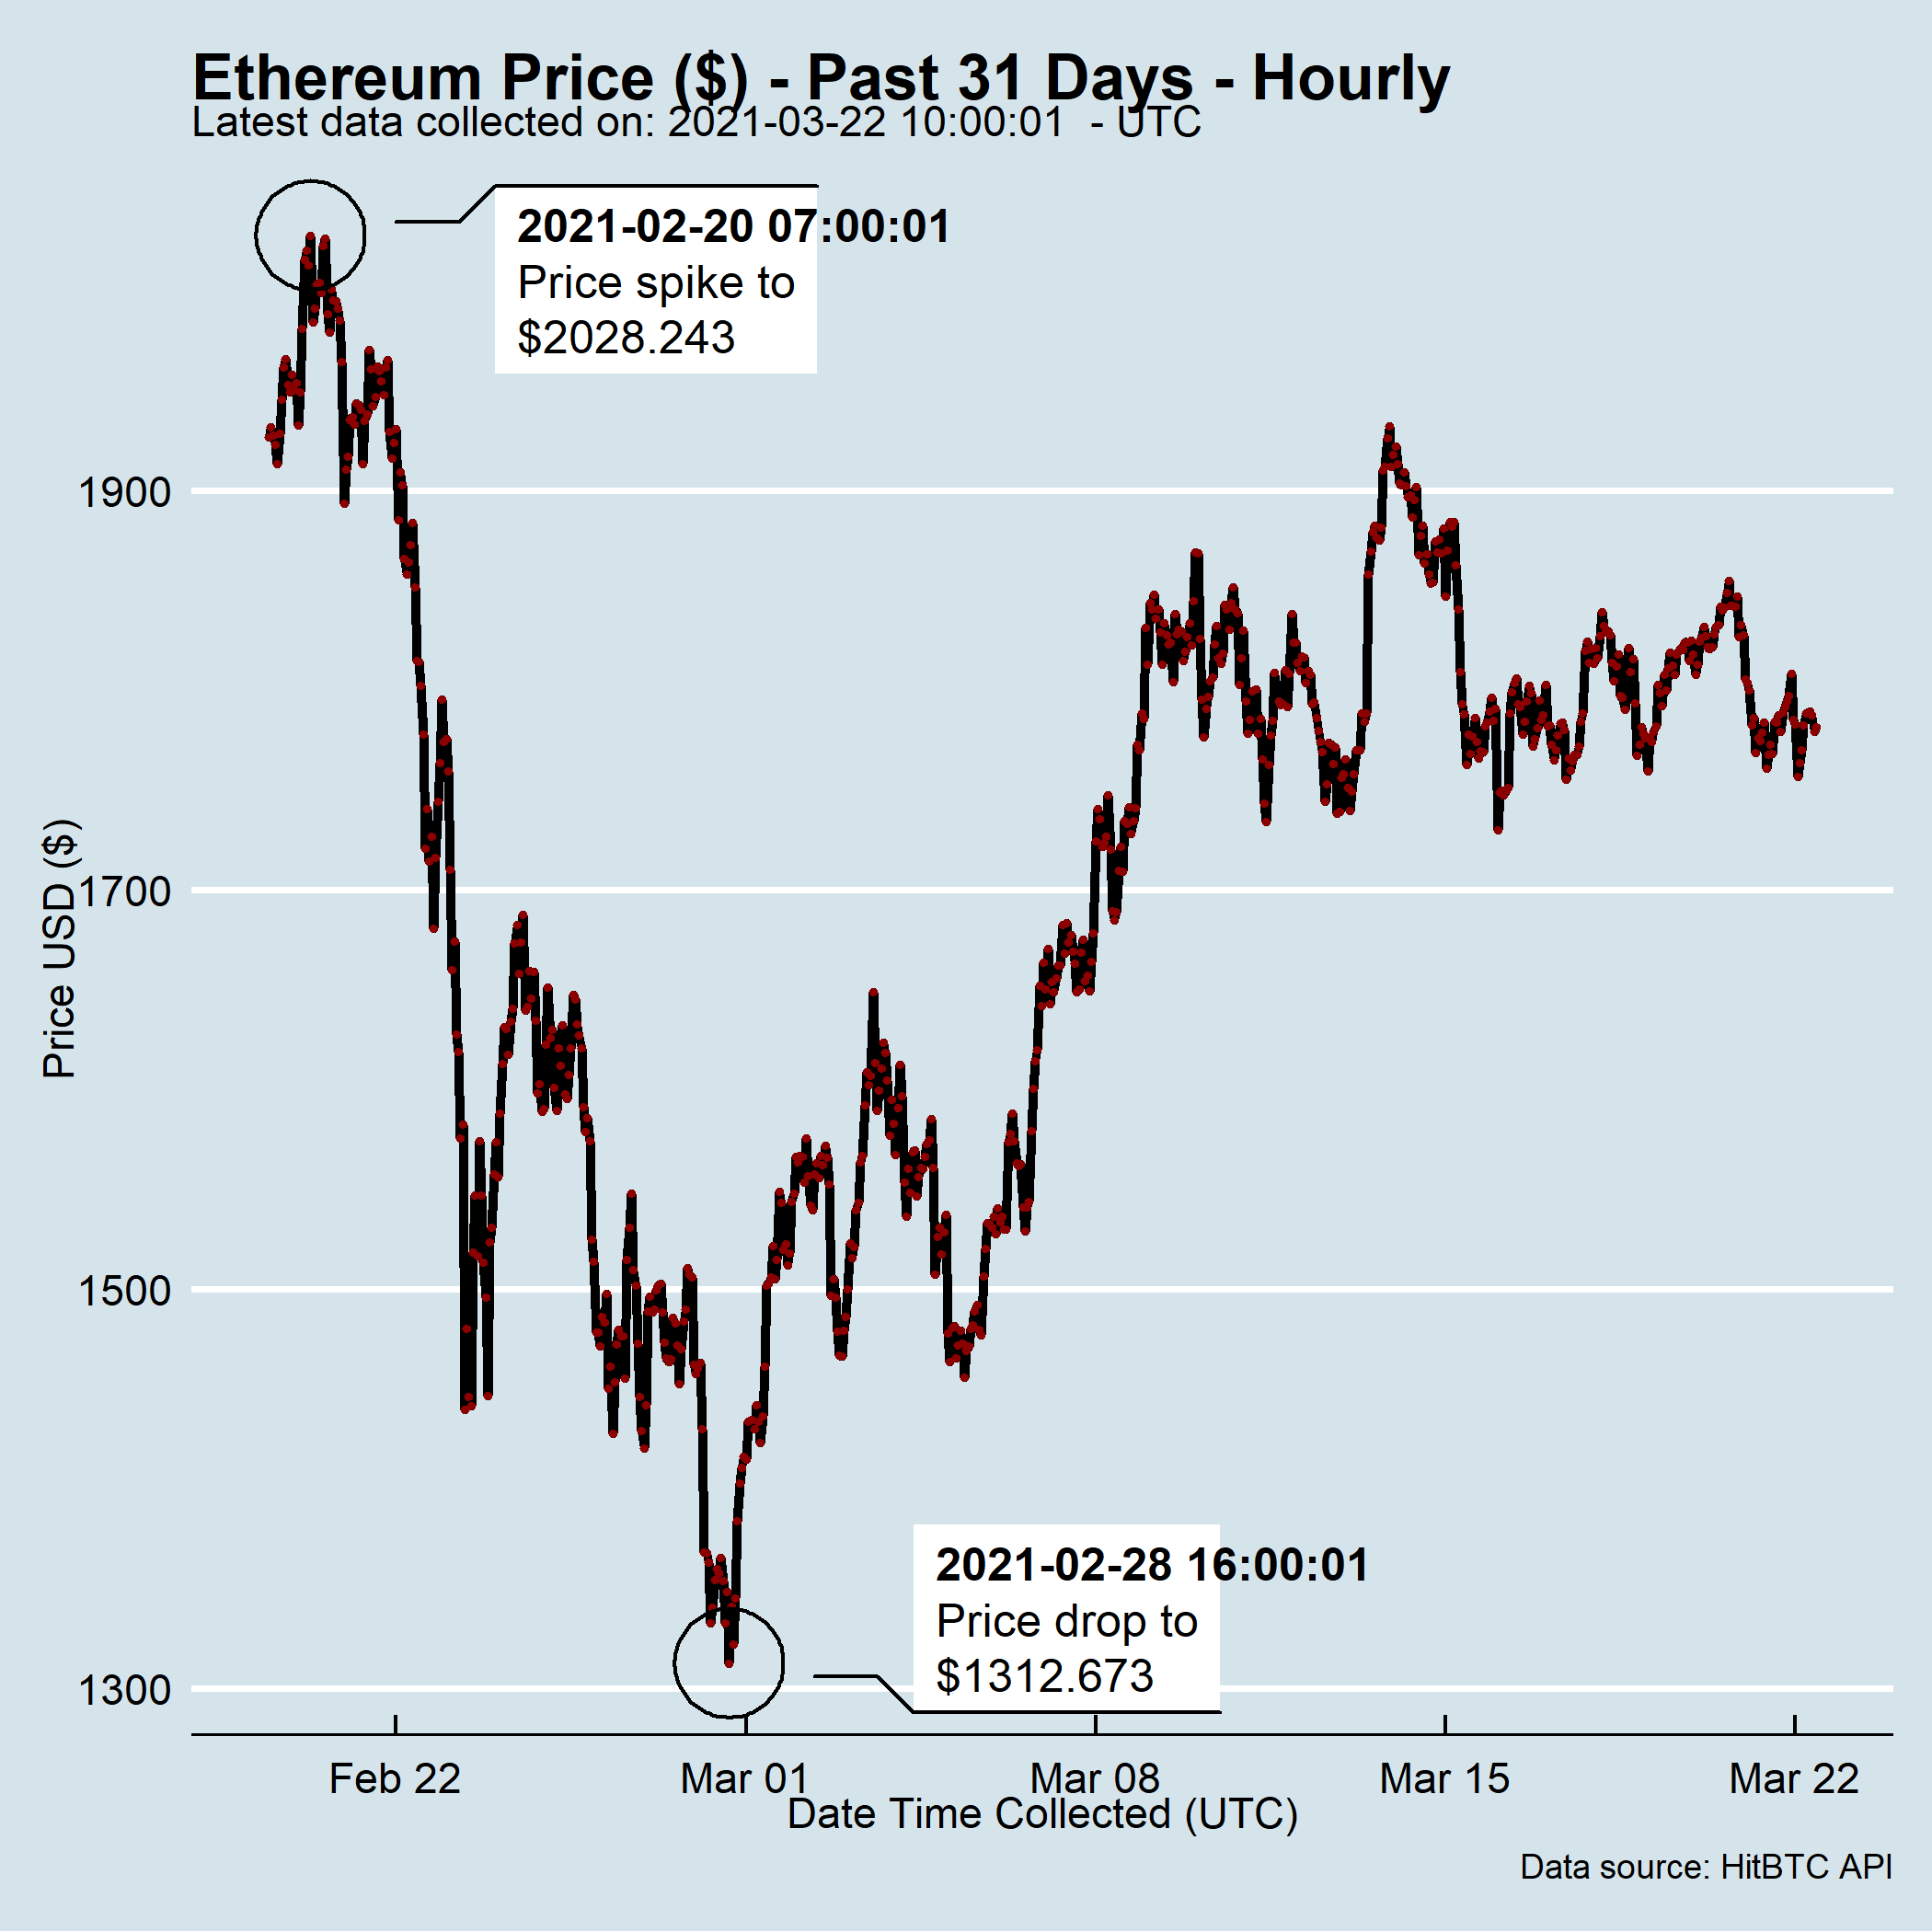 Ethereum Price ($) - Past 31 Days - Hourly
Latest data collected on: 2021-03-22 10:00:01  - UTC
2021-02-20 07:00:01
Price spike to
$2028.243
1900
1700
1500
1300
Price USD ($)
2021-02-28 16:00:01
Price drop to
$1312.673
Feb 22
Mar 01
Mar 08
Mar 15
Mar 22
Date Time Collected (UTC)
Data source: HitBTC API